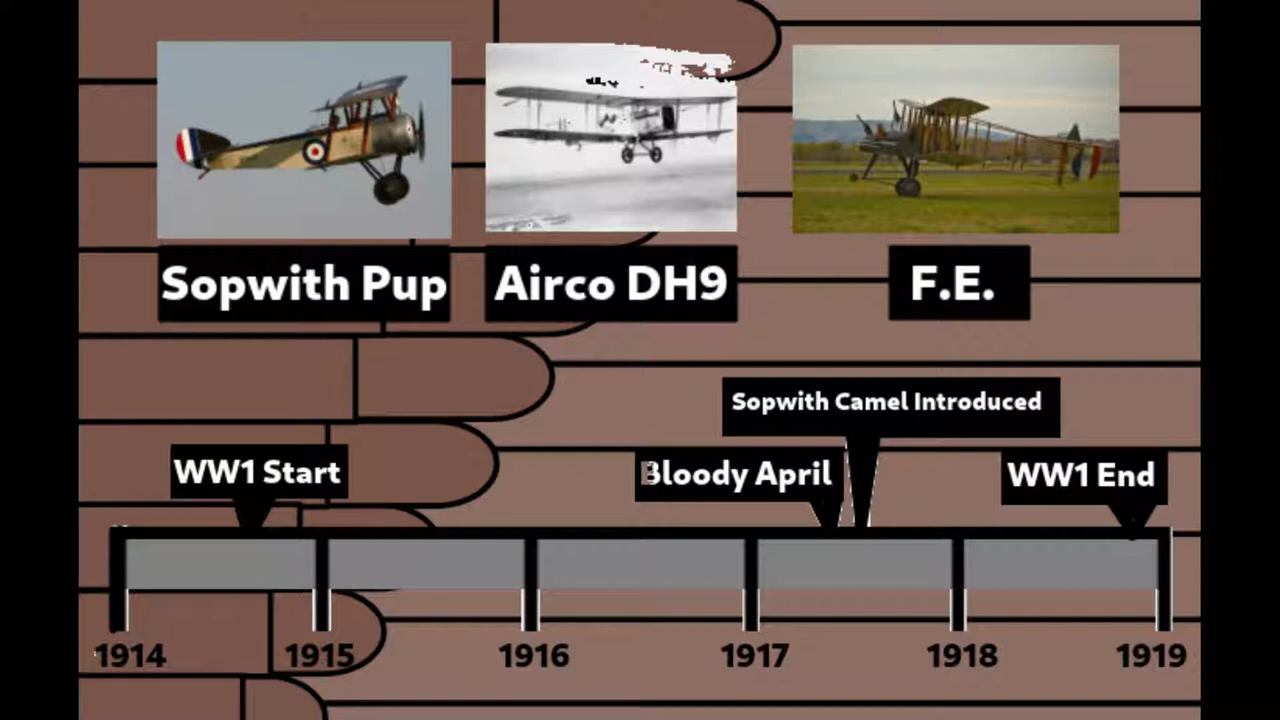 Sopwith Pup
Airco DH9
F.E.
Sopwith Camel Introduced
WW1 Start
Bloody April
WW1 End
1914
1915
1916
1917
1918
1919